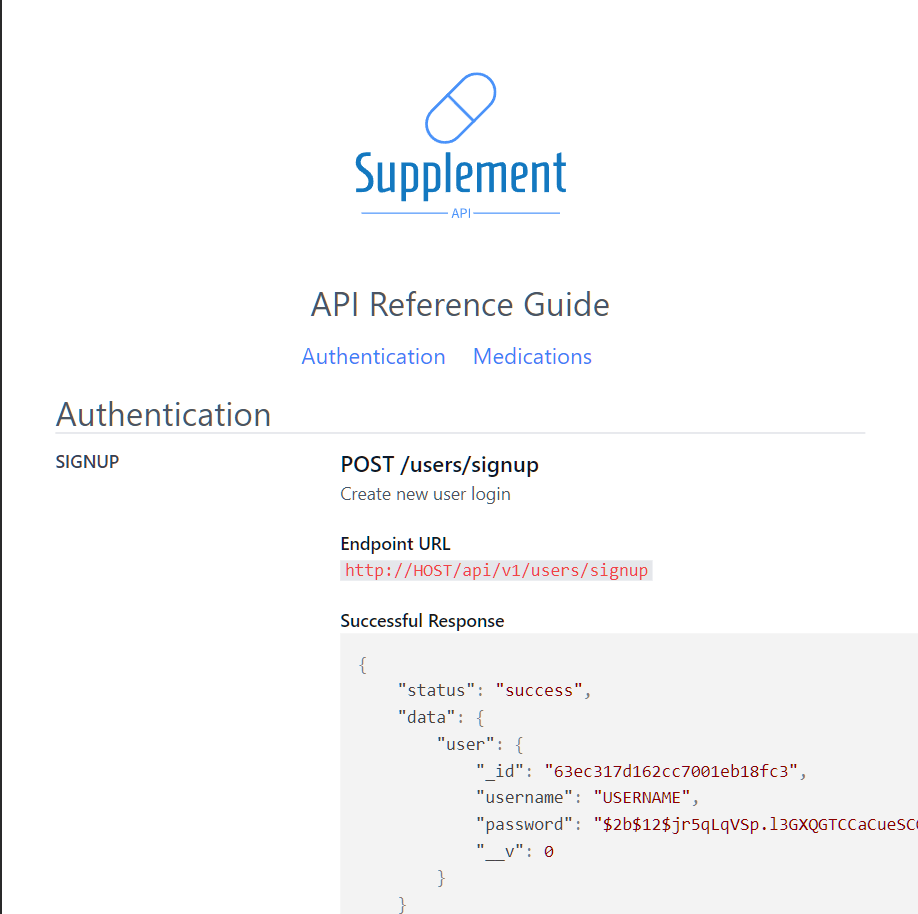 Supplement
API
API Reference Guide
Authentication Medications
Authentication
SIGNUP
POST /users/signup
Create new user login
Endpoint URL
http://HOST/api/v1/users/signup
Successful Response
{
"status": "success",
"data": {
"user": {
"_id": "63ec317d162cc7001eb18fc3",
"username": "USERNAME",
"password": "$2b$12$jr5qLqVSp.l3GXQGTCCaCueSC
"__v": 0
}
}